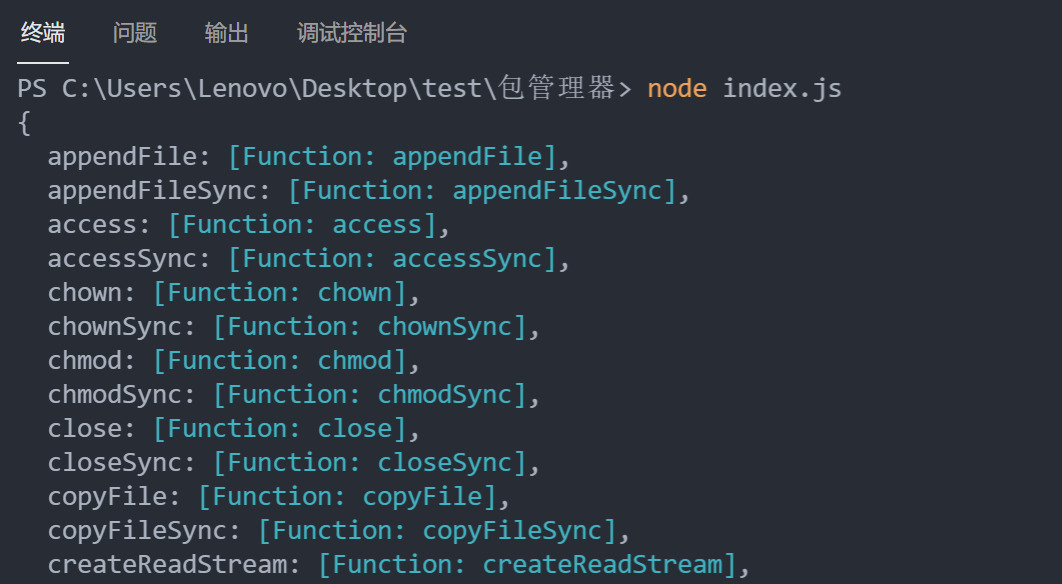 终端 问题 输出 调试控制台
PS C:\Users\Lenovo\Desktop\test\包管理器> node index.js
{
  appendFile: [Function: appendFile],
  appendFileSync: [Function: appendFileSync],
  access: [Function: access],
  accessSync: [Function: accessSync],
  chown: [Function: chown],
  chownSync: [Function: chownSync],
  chmod: [Function: chmod],
  chmodSync: [Function: chmodSync],
  close: [Function: close],
  closeSync: [Function: closeSync],
  copyFile: [Function: copyFile],
  copyFileSync: [Function: copyFileSync],
  createReadStream: [Function: createReadStream],